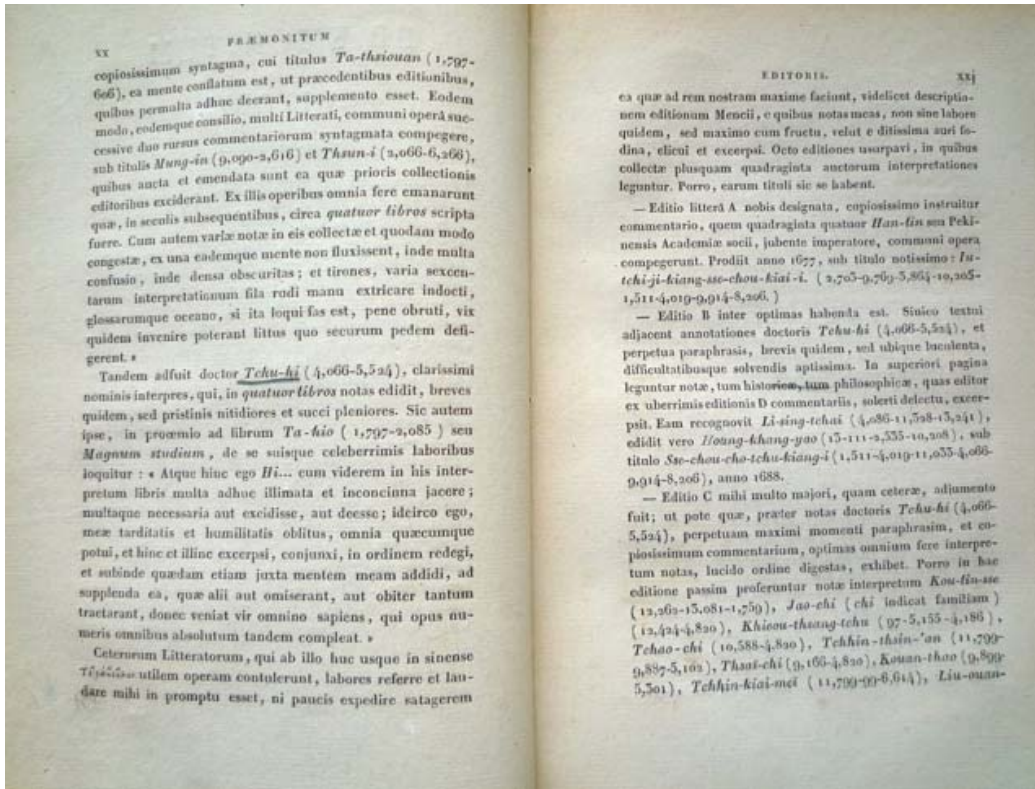 xx
PRÆMONITUM
copiosissimum syntagma, cui titulus Ta-thsiouan (1,797-
606), ea mente conflatum est, ut præcedentibus editionibus,
quibus permulta adhuc deerant, supplemento esset. Eodem
modo, eodemque consilio, multi Litterati, communi operâ suc-
cessive duo rursus commentariorum syntagmata compegere,
sub titulis Mung-in (9,090-2,616) et Thsun-i (2,066-6,266),
quibus aucta et emendata sunt ea quæ prioris collectionis
editoribus exciderant. Ex illis operibus omnia fere emanarunt
quæ, in seculis subsequentibus, circa quatuor libros scripta
fuere. Cum autem variæ notæ in eis collectæ et quodam modo
congestæ, ex una eademque mente non fluxissent, inde multa
confusio, inde densa obscuritas; et tirones, varia sexcen-
tarum interpretationum fila rudi manu extricare indocti,
glossarumque oceano, si ita loqui fas est, pene obruti, vix
quidem invenire poterant littus quo securum pedem defi-
gerent. »
Tandem adfuit doctor Tchu-hi (4,066-5,524), clarissimi
nominis interpres, qui, in quatuor libros notas edidit, breves
quidem, sed pristinis nitidiores et succi pleniores. Sic autem
ipse, in proœmio ad librum Ta-hio (1,797-2,085) seu
Magnum studium, de se suisque celeberrimis laboribus
loquitur : « Atque hinc ego Hi... cum viderem in his inter-
pretum libris multa adhuc illimata et inconcinna jacere;
multaque necessaria aut excidisse, aut deesse; idcirco ego,
meæ tarditatis et humilitatis oblitus, omnia quæcumque
potui, et hinc et illinc excerpsi, conjunxi, in ordinem redegi,
et subinde quædam etiam juxta mentem meam addidi, ad
supplenda ea, quæ alii aut omiserant, aut obiter tantum
tractarant, donec veniat vir omnino sapiens, qui opus nu-
meris omnibus absolutum tandem compleat. »
Ceterorum Litteratorum, qui ab illo huc usque in sinense
utilem operam contulerunt, labores referre et lau-
dare mihi in promptu esset, ni paucis expedire satagerem
EDITORIS.
xxj
ea quæ ad rem nostram maxime faciunt, videlicet descriptio-
nem editionum Mencii, e quibus notas meas, non sine labore
quidem, sed maximo cum fructu, velut e ditissima auri fo-
dina, elicui et excerpsi. Octo editiones usurpavi, in quibus
collectæ plusquam quadraginta auctorum interpretationes
leguntur. Porro, earum tituli sic se habent.
— Editio litterâ A nobis designata, copiosissimo instruitur
commentario, quem quadraginta quatuor Han-lin seu Peki-
nensis Academiæ socii, jubente imperatore, communi opera
compegerunt. Prodiit anno 1677, sub titulo notissimo : Iu-
tchi-ji-kiang-sse-chou-kiai-i. (2,705-9,769-3,864-10,205-
1,511-4,019-9,914-8,206.)
— Editio B inter optimas habenda est. Sinico textui
adjacent annotationes doctoris Tchu-hi (4,066-5,524), et
perpetua paraphrasis, brevis quidem, sed ubique luculenta,
difficultatibusque solvendis aptissima. In superiori pagina
leguntur notæ, tum historicæ, tum philosophicæ, quas editor
ex uberrimis editionis D commentariis, solerti delectu, excer-
psit. Eam recognovit Li-sing-tchai (4,086-11,328-13,241),
edidit vero Hoang-khang-yao (13-111-2,535-10,208), sub
titulo Sse-chou-cho-tchu-kiang-i (1,511-4,019-11,033-4,066-
9,914-8,206), anno 1688.
— Editio C mihi multo majori, quam ceteræ, adjumento
fuit; ut pote quæ, præter notas doctoris Tchu-hi (4,066-
5,524), perpetuam maximi momenti paraphrasim, et co-
piosissimum commentarium, optimas omnium fere interpre-
tum notas, lucido ordine digestas, exhibet. Porro in hac
editione passim proferuntur notæ interpretum Kou-lin-sse
(12,262-13,081-1,759), Jao-chi (chi indicat familiam)
(12,424-4,820), Khieou-theang-tchu (97-5,155-4,186),
Tchao-chi (10,588-4,820), Tchhin-thsin-'an (11,799-
9,887-5,102), Thsai-chi (9,166-4,820), Kouan-thao (9,899-
5,301), Tchhin-kiai-mei (11,799-99-6,614), Liu-ouan-